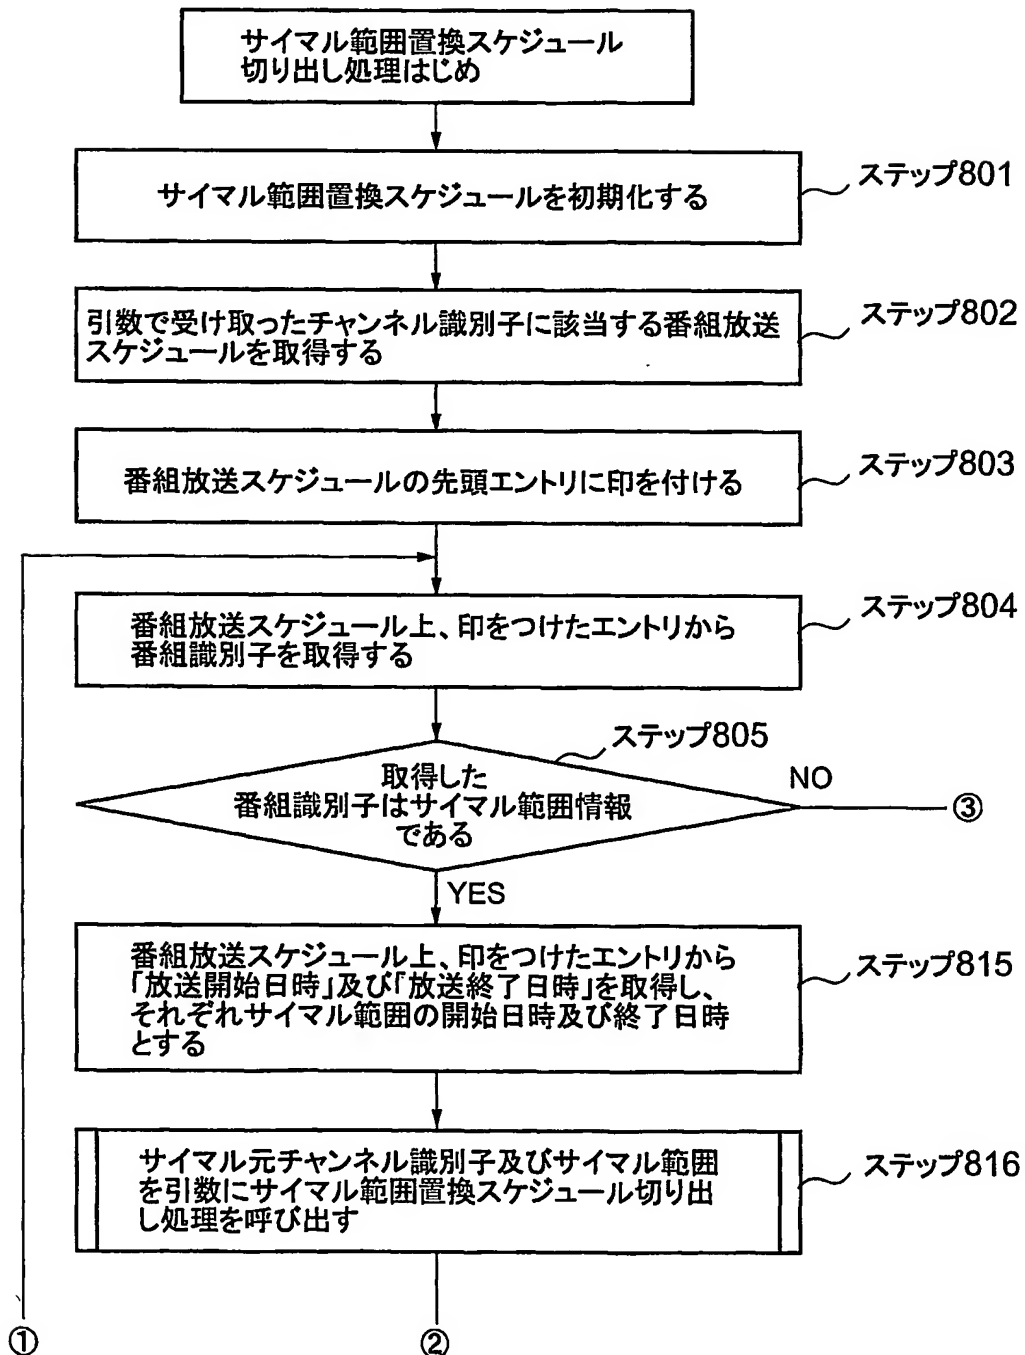 サイマル範囲置換スケジュール
切り出し処理はじめ
サイマル範囲置換スケジュールを初期化する
ステップ801
引数で受け取ったチャンネル識別子に該当する番組放送
スケジュールを取得する
ステップ802
番組放送スケジュールの先頭エントリに印を付ける
ステップ803
番組放送スケジュール上、印をつけたエントリから
番組識別子を取得する
ステップ804
ステップ805
取得した
番組識別子はサイマル範囲情報
である
NO
③
YES
番組放送スケジュール上、印をつけたエントリから
「放送開始日時」及び「放送終了日時」を取得し、
それぞれサイマル範囲の開始日時及び終了日時
とする
ステップ815
サイマル元チャンネル識別子及びサイマル範囲
を引数にサイマル範囲置換スケジュール切り出
し処理を呼び出す
ステップ816
①
②